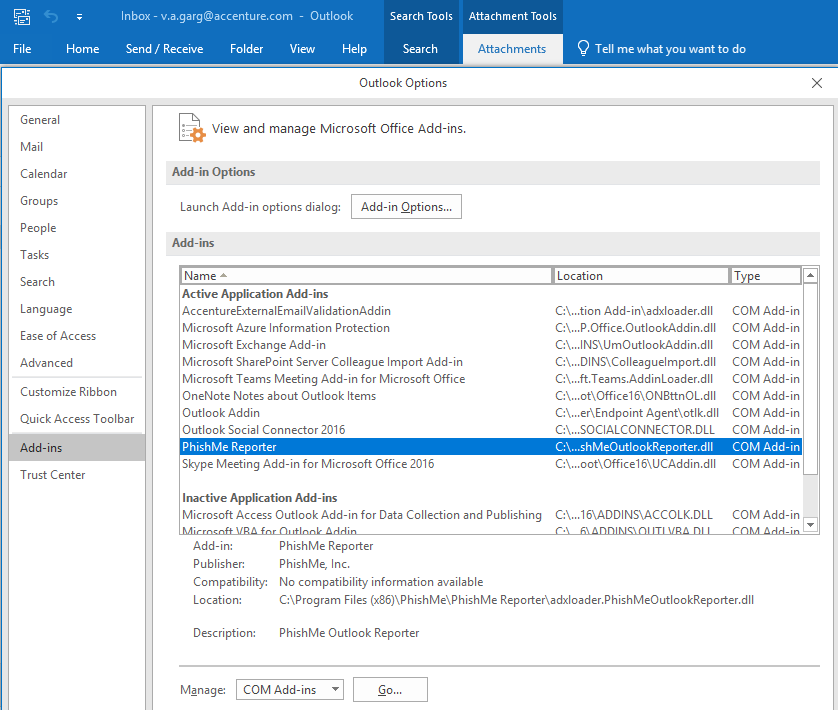 Inbox - v.a.garg@accenture.com - Outlook
Search Tools
Attachment Tools
File
Home
Send / Receive
Folder
View
Help
Search
Attachments
Tell me what you want to do
Outlook Options
General
Mail
Calendar
Groups
People
Tasks
Search
Language
Ease of Access
Advanced
Customize Ribbon
Quick Access Toolbar
Add-ins
Trust Center
View and manage Microsoft Office Add-ins.
Add-in Options
Launch Add-in options dialog: Add-in Options...
Add-ins
Name Location Type
Active Application Add-ins
AccentureExternalEmailValidationAddin C:\...tion Add-in\adxloader.dll COM Add-in
Microsoft Azure Information Protection C:\...P.Office.OutlookAddin.dll COM Add-in
Microsoft Exchange Add-in C:\...INS\UmOutlookAddin.dll COM Add-in
Microsoft SharePoint Server Colleague Import Add-in C:\...DINS\ColleagueImport.dll COM Add-in
Microsoft Teams Meeting Add-in for Microsoft Office C:\...ft.Teams.AddinLoader.dll COM Add-in
OneNote Notes about Outlook Items C:\...ot\Office16\ONBttnOL.dll COM Add-in
Outlook Addin C:\...er\Endpoint Agent\otlk.dll COM Add-in
Outlook Social Connector 2016 C:\...SOCIALCONNECTOR.DLL COM Add-in
PhishMe Reporter C:\...shMeOutlookReporter.dll COM Add-in
Skype Meeting Add-in for Microsoft Office 2016 C:\...oot\Office16\UCAddin.dll COM Add-in
Inactive Application Add-ins
Microsoft Access Outlook Add-in for Data Collection and Publishing C:\...16\ADDINS\ACCOLK.DLL COM Add-in
Microsoft VBA for Outlook Addin C:\...6\ADDINS\OUTLVBA.DLL COM Add-in
Add-in: PhishMe Reporter
Publisher: PhishMe, Inc.
Compatibility: No compatibility information available
Location: C:\Program Files (x86)\PhishMe\PhishMe Reporter\adxloader.PhishMeOutlookReporter.dll
Description: PhishMe Outlook Reporter
Manage: COM Add-ins Go...